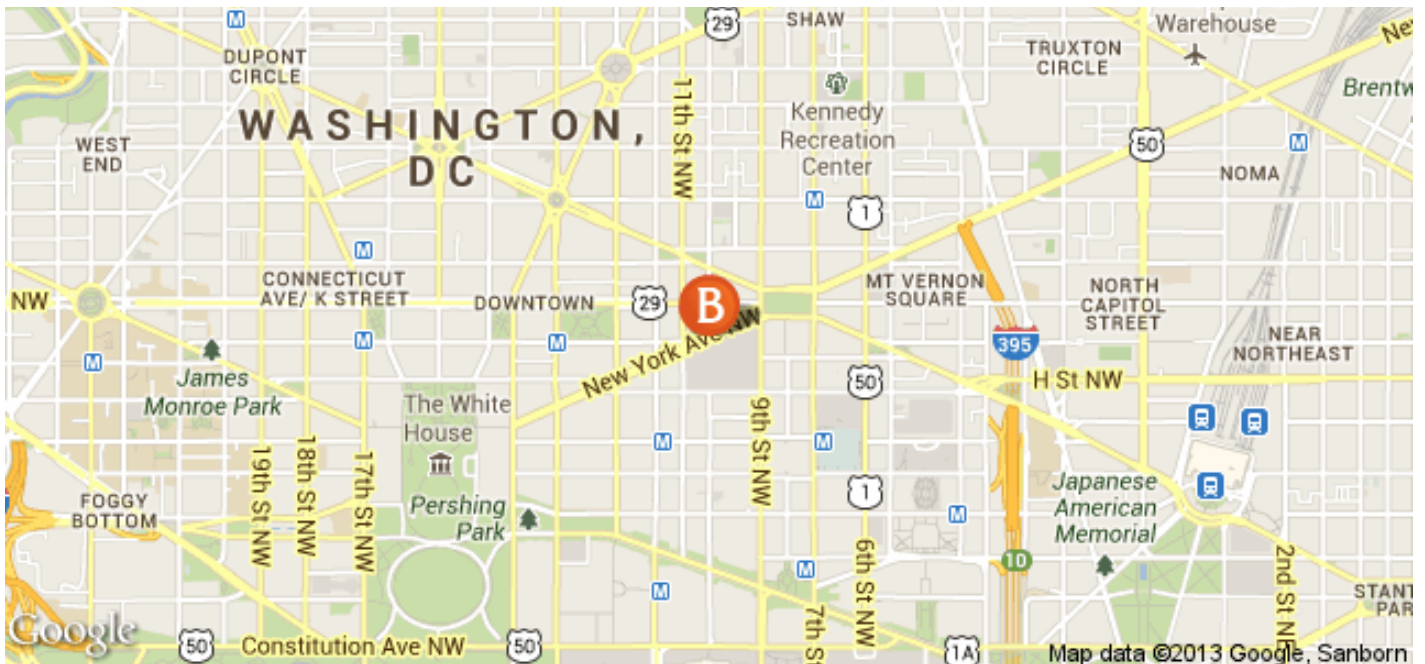 M
29
SHAW
Warehouse
DUPONT
CIRCLE
TRUXTON
CIRCLE
11th St NW
Kennedy
Recreation
Center
WASHINGTON,
DC
WEST
END
50
M
NOMA
M
1
M
CONNECTICUT
AVE/ K STREET
MT VERNON
SQUARE
NORTH
CAPITOL
STREET
NW
DOWNTOWN
29
B
M
M
M
395
NEAR
NORTHEAST
New York Ave NW
James
Monroe Park
50
H St NW
The White
House
9th St NW
M
M
19th St NW
18th St NW
17th St NW
FOGGY
BOTTOM
Pershing
Park
1
Japanese
American
Memorial
M
10
6th St NW
M
M
2nd St NE
7th St
50
Constitution Ave NW
50
1A
Google
Map data ©2013 Google, Sanborn